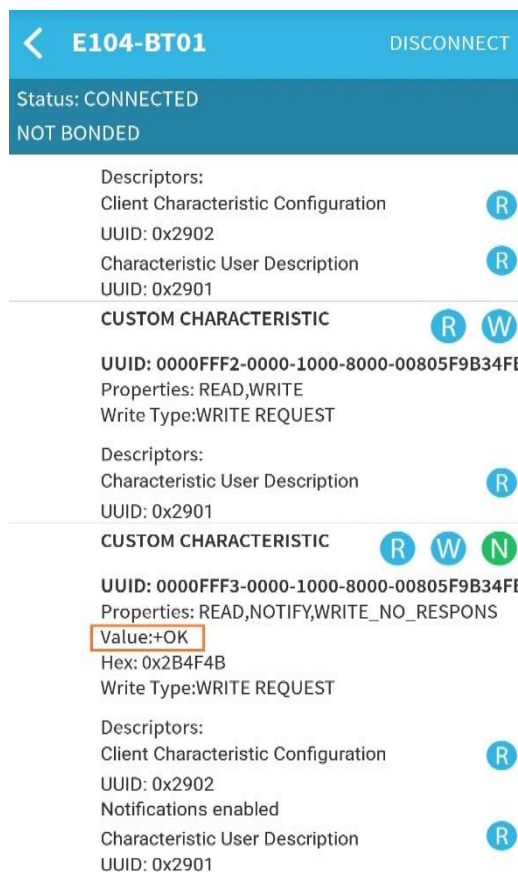 E104-BT01 DISCONNECT
Status: CONNECTED
NOT BONDED
Descriptors:
Client Characteristic Configuration R
UUID: 0x2902
Characteristic User Description R
UUID: 0x2901
CUSTOM CHARACTERISTIC R W
UUID: 0000FFF2-0000-1000-8000-00805F9B34FB
Properties: READ,WRITE
Write Type:WRITE REQUEST
Descriptors:
Characteristic User Description R
UUID: 0x2901
CUSTOM CHARACTERISTIC R W N
UUID: 0000FFF3-0000-1000-8000-00805F9B34FB
Properties: READ,NOTIFY,WRITE_NO_RESPONS
Value:+OK
Hex: 0x2B4F4B
Write Type:WRITE REQUEST
Descriptors:
Client Characteristic Configuration R
UUID: 0x2902
Notifications enabled
Characteristic User Description R
UUID: 0x2901